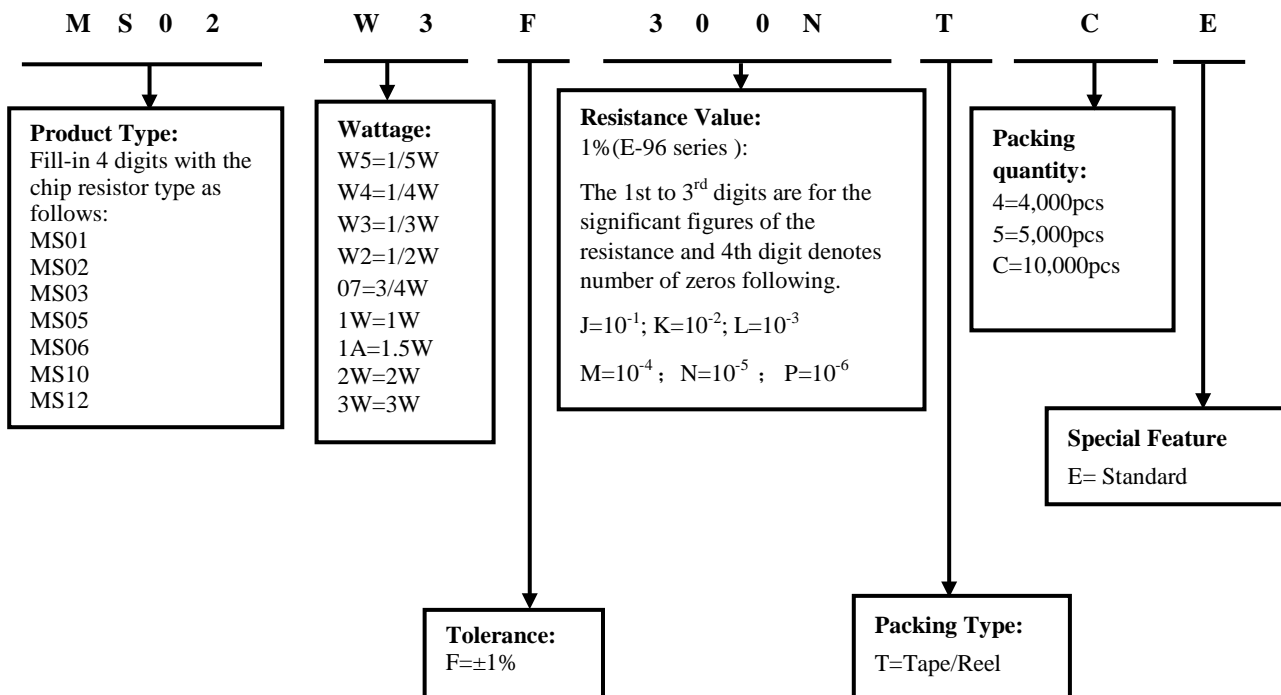 M S 0 2 W 3 F 3 0 0 N T C E
Product Type:
Fill-in 4 digits with the
chip resistor type as
follows:
MS01
MS02
MS03
MS05
MS06
MS10
MS12
Wattage:
W5=1/5W
W4=1/4W
W3=1/3W
W2=1/2W
07=3/4W
1W=1W
1A=1.5W
2W=2W
3W=3W
Resistance Value:
1%(E-96 series ):
The 1st to 3rd digits are for the
significant figures of the
resistance and 4th digit denotes
number of zeros following.
J=10-1; K=10-2; L=10-3
M=10-4 ； N=10-5 ； P=10-6
Packing
quantity:
4=4,000pcs
5=5,000pcs
C=10,000pcs
Special Feature
E= Standard
Tolerance:
F=±1%
Packing Type:
T=Tape/Reel